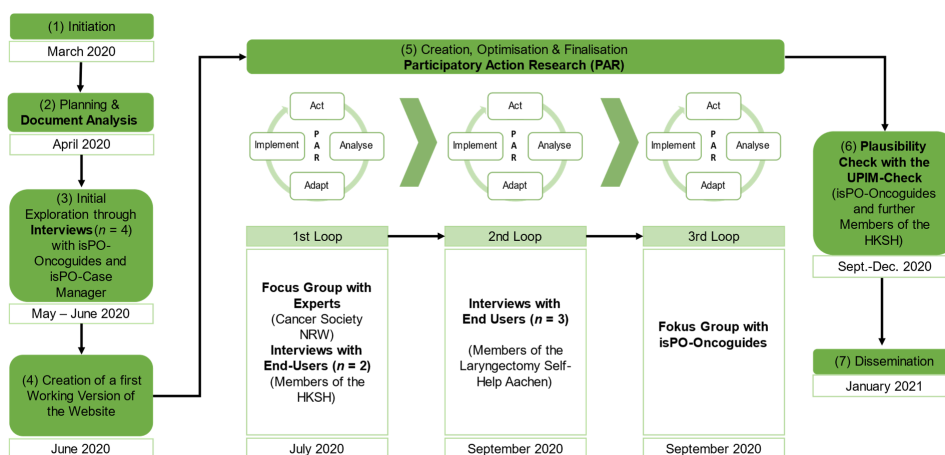 (1) Initiation
March 2020
(2) Planning &
Document Analysis
April 2020
(3) Initial
Exploration through
Interviews(n = 4)
with isPO-
Oncoguides and
isPO-Case
Manager
May – June 2020
(4) Creation of a first
Working Version of
the Website
June 2020
(5) Creation, Optimisation & Finalisation
Participatory Action Research (PAR)
Act
Implement
P
A
R
Analyse
Adapt
Act
Implement
P
A
R
Analyse
Adapt
Act
Implement
P
A
R
Analyse
Adapt
1st Loop
Focus Group with
Experts
(Cancer Society
NRW)
Interviews with
End-Users (n = 2)
(Members of the
HKSH)
July 2020
2nd Loop
Interviews with
End Users (n = 3)
(Members of the
Laryngectomy Self-
Help Aachen)
September 2020
3rd Loop
Fokus Group with
isPO-Oncoguides
September 2020
(6) Plausibility
Check with the
UPIM-Check
(isPO-Oncoguides
and further
Members of the
HKSH)
Sept.-Dec. 2020
(7) Dissemination
January 2021